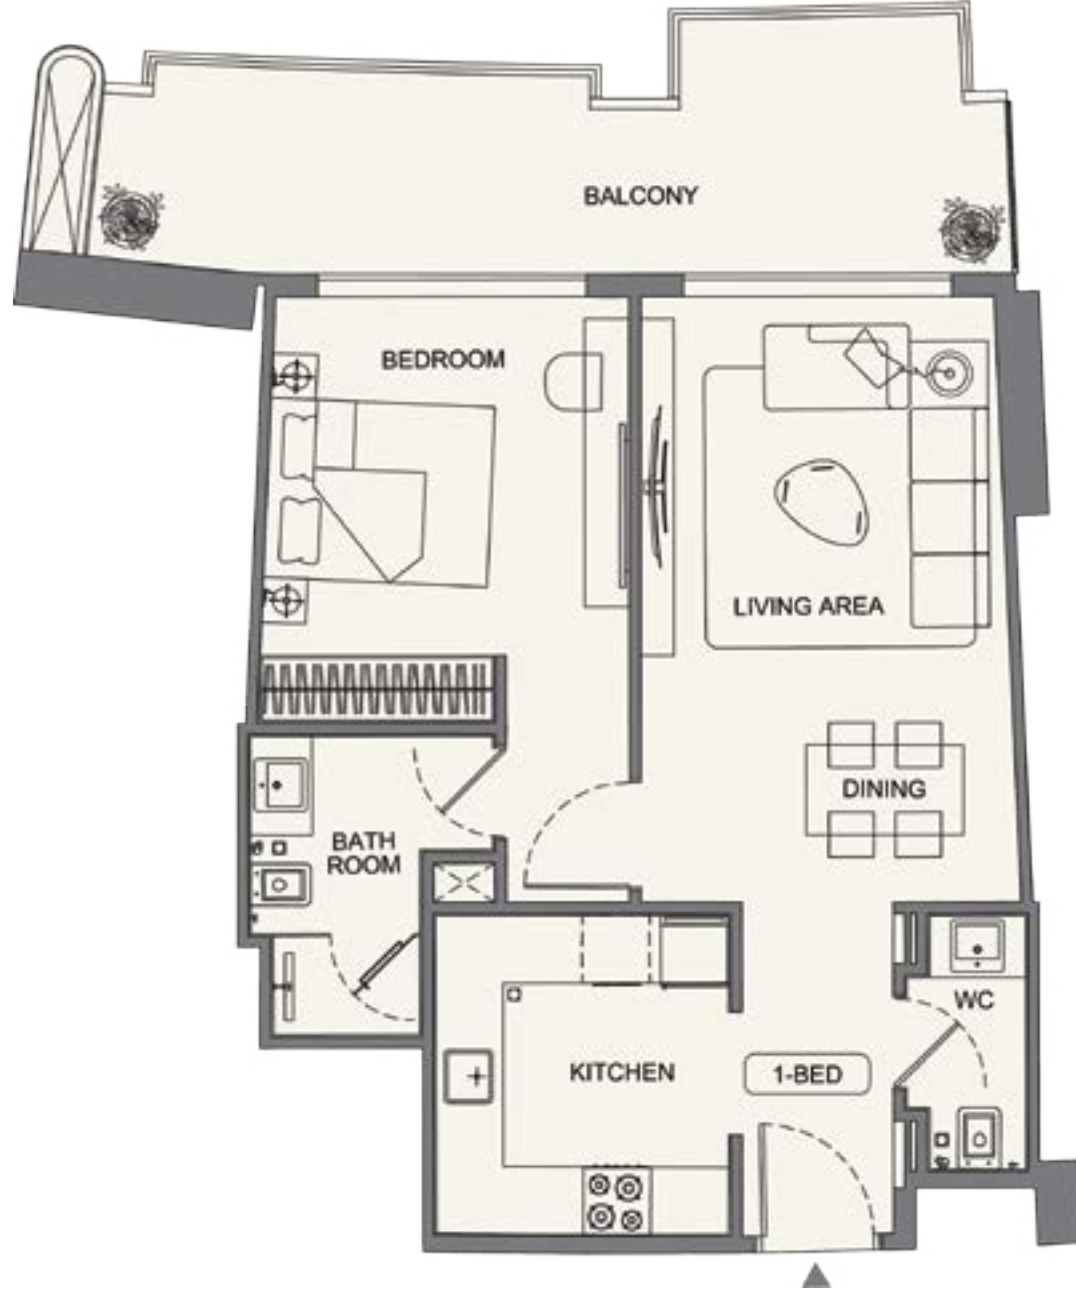 BALCONY
BEDROOM
LIVING AREA
DINING
BATH
ROOM
WC
KITCHEN
1-BED